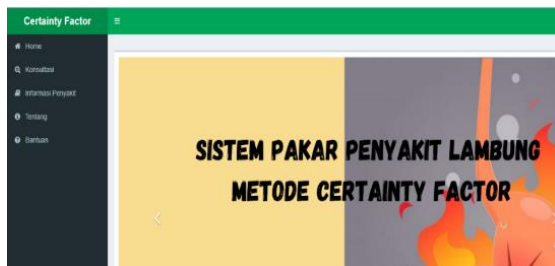 Certainty Factor
Home
Konsultasi
Informasi Penyakit
Tentang
Bantuan
SISTEM PAKAR PENYAKIT LAMBUNG
METODE CERTAINTY FACTOR